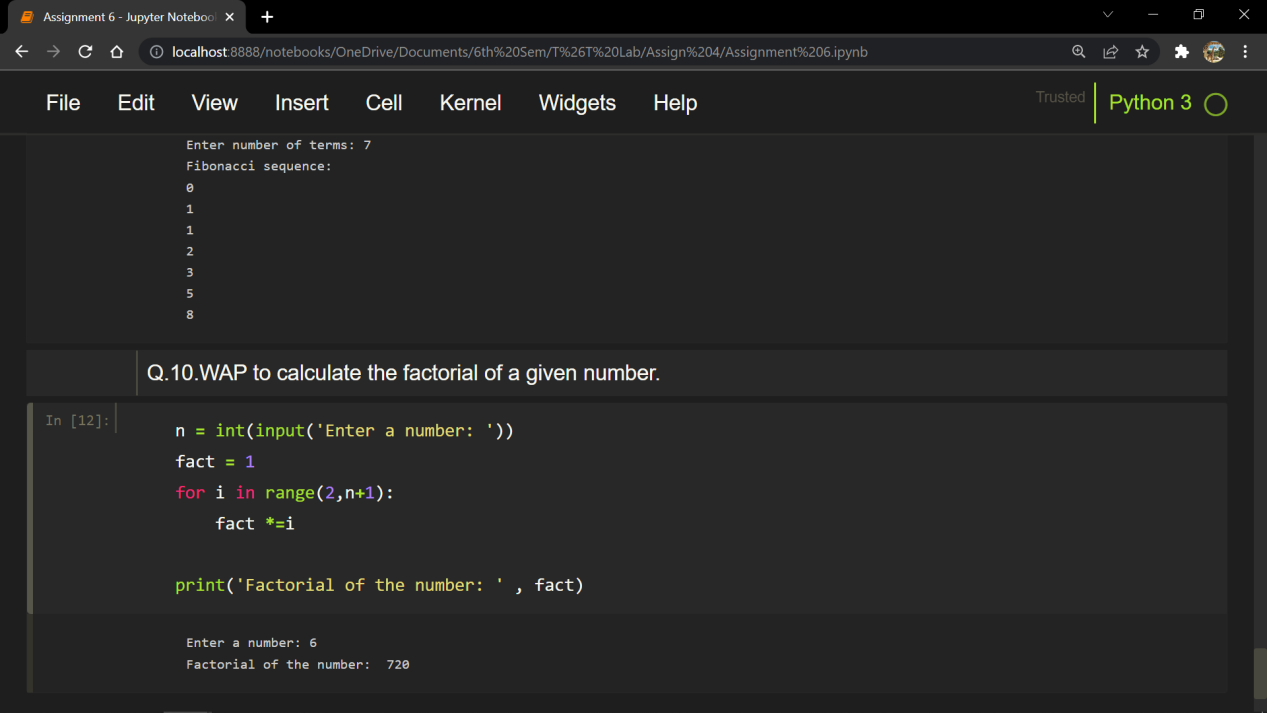 Assignment 6 - Jupyter Noteboo
localhost:8888/notebooks/OneDrive/Documents/6th%20Sem/T%26T%20Lab/Assign%204/Assignment%206.ipynb
File Edit View Insert Cell Kernel Widgets Help Trusted Python 3
Enter number of terms: 7
Fibonacci sequence:
0
1
1
2
3
5
8
Q.10.WAP to calculate the factorial of a given number.
In [12]:
n = int(input('Enter a number: '))
fact = 1
for i in range(2,n+1):
    fact *=i
print('Factorial of the number: ' , fact)
Enter a number: 6
Factorial of the number:  720